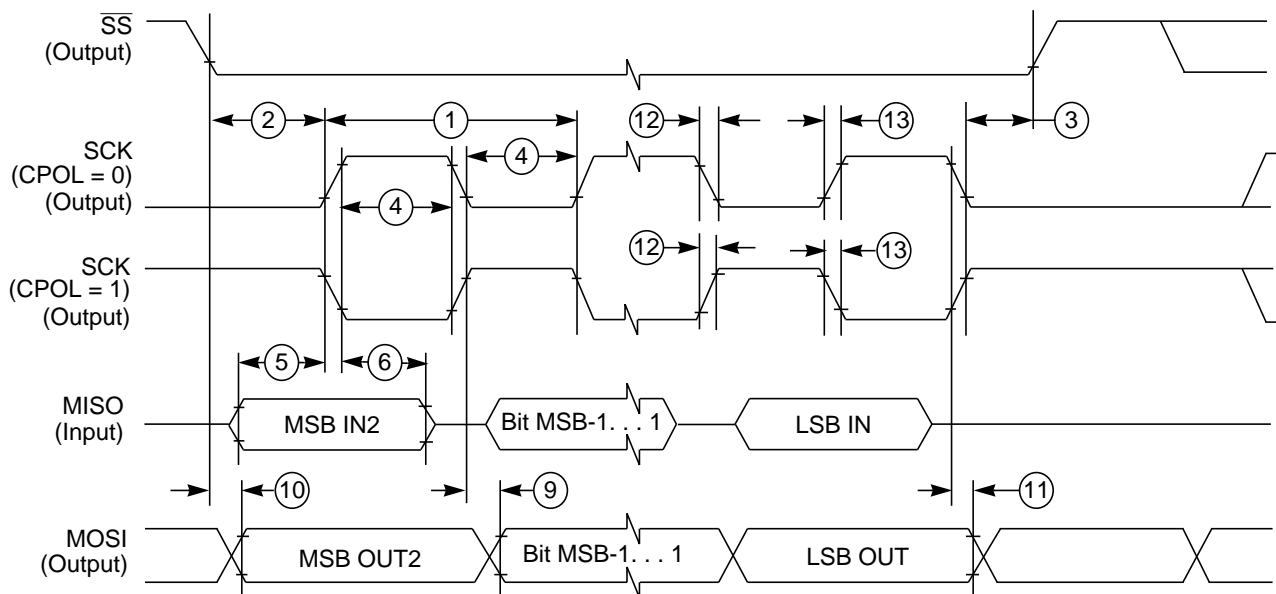 SS
(Output)
2
1
12
13
3
SCK
(CPOL = 0)
(Output)
4
4
12
13
SCK
(CPOL = 1)
(Output)
5
6
MISO
(Input)
MSB IN2
Bit MSB-1. . . 1
LSB IN
10
9
11
MOSI
(Output)
MSB OUT2
Bit MSB-1. . . 1
LSB OUT